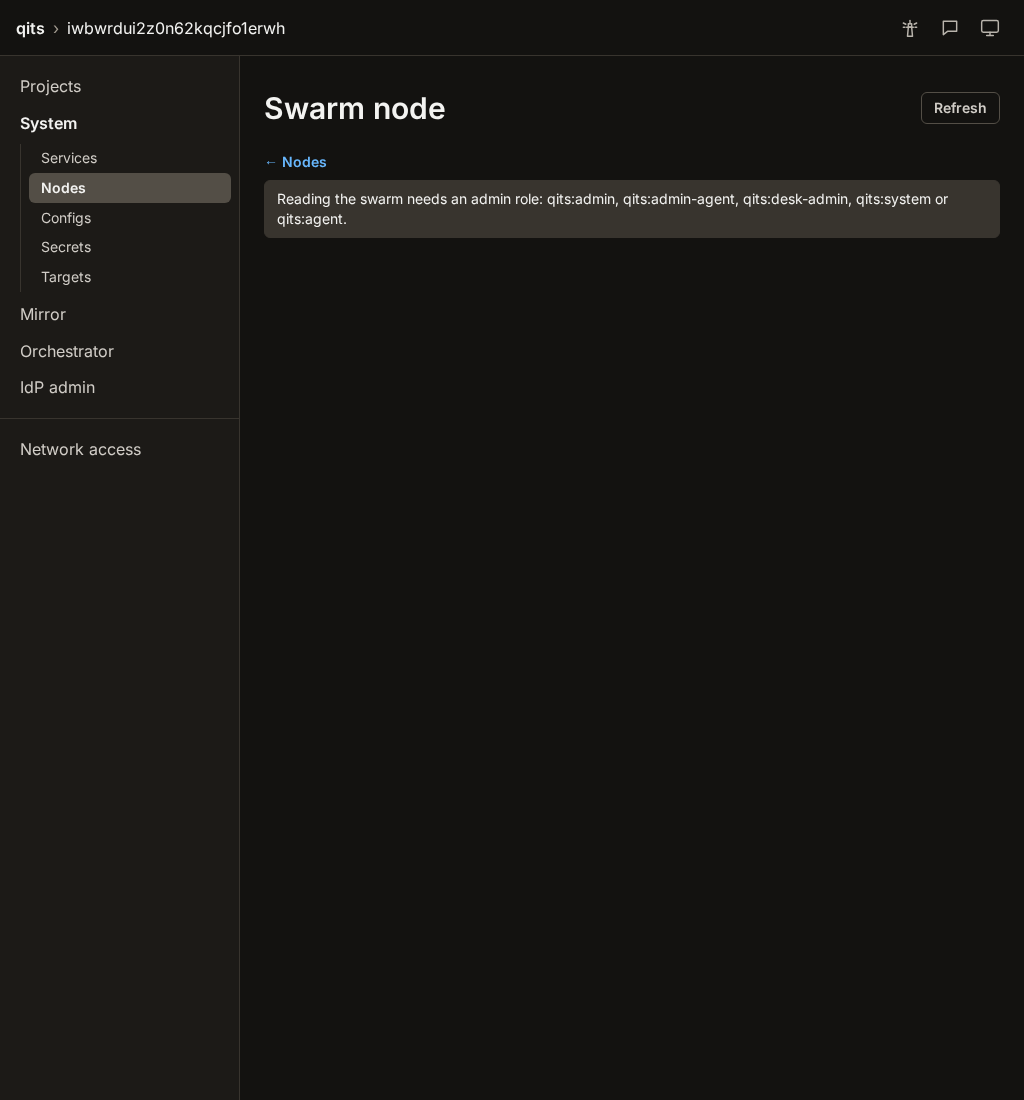 qits › iwbwrdui2z0n62kqcjfo1erwh
Projects
System
Services
Nodes
Configs
Secrets
Targets
Mirror
Orchestrator
IdP admin
Network access
Swarm node
Refresh
← Nodes
Reading the swarm needs an admin role: qits:admin, qits:admin-agent, qits:desk-admin, qits:system or
qits:agent.